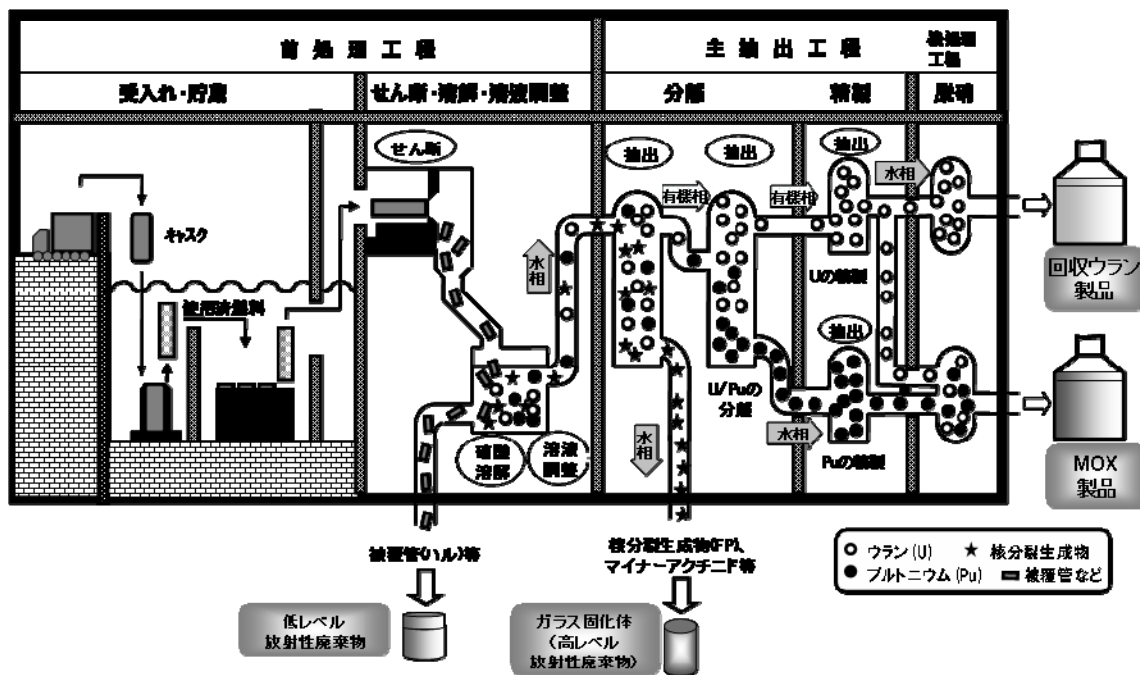 前処理工程
主抽出工程
後処理
工程
受入れ・貯蔵
せん断・溶解・溶液調整
分離
精製
脱硝
せん断
抽出
抽出
抽出
水相
有機相
有機相
キャスク
水相
使用済燃料
Uの精製
回収ウラン
製品
抽出
U/Puの
分離
水相
水相
Puの精製
硝酸
溶解
溶液
調整
MOX
製品
被覆管(ハル)等
核分裂生成物(FP)、
マイナーアクチニド等
ウラン(U)
核分裂生成物
プルトニウム(Pu)
被覆管など
低レベル
放射性廃棄物
ガラス固化体
(高レベル
放射性廃棄物)